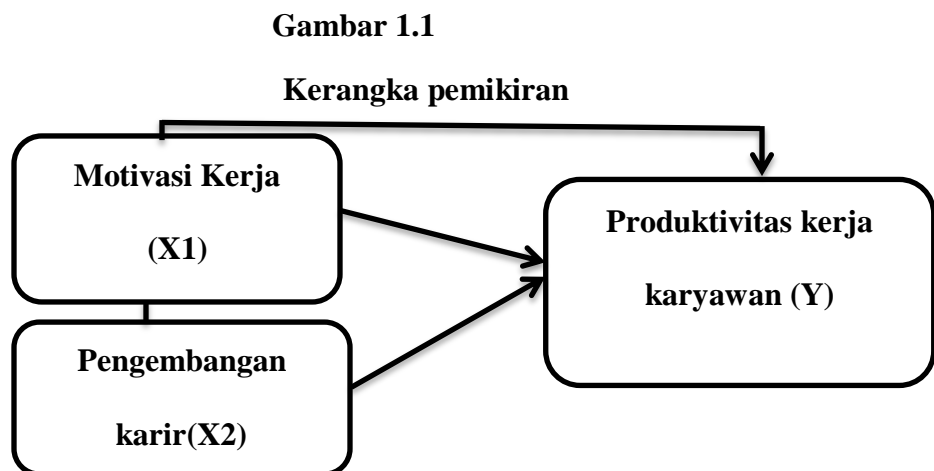 Gambar 1.1
Kerangka pemikiran
Motivasi Kerja
(X1)
Produktivitas kerja
karyawan (Y)
Pengembangan
karir(X2)